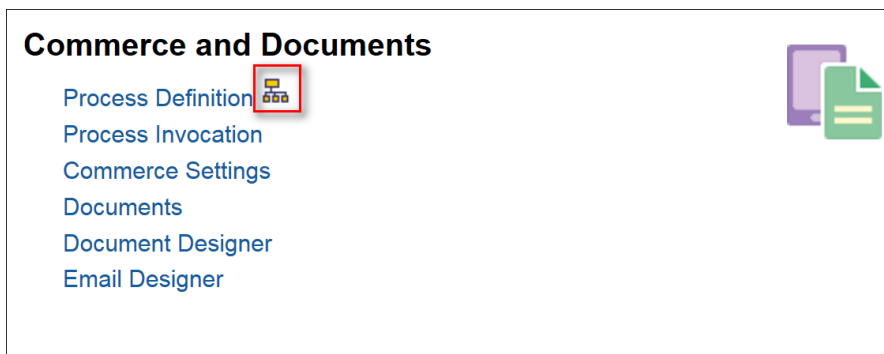 Commerce and Documents
Process Definition
Process Invocation
Commerce Settings
Documents
Document Designer
Email Designer